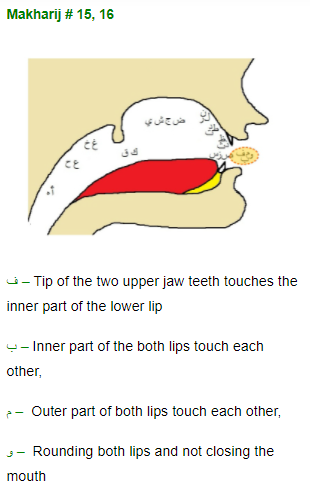 Makharij # 15, 16
ض ج ش ي
غ خ
ك ق
ع ح
ف – Tip of the two upper jaw teeth touches the
inner part of the lower lip
ب – Inner part of the both lips touch each
other,
م – Outer part of both lips touch each other,
و – Rounding both lips and not closing the
mouth